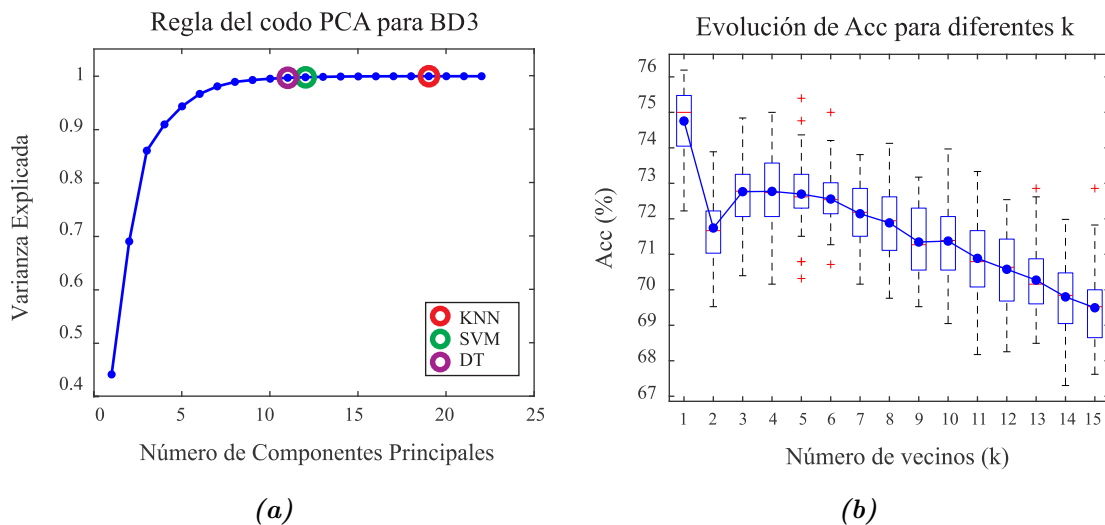 Regla del codo PCA para BD3
Varianza Explicada
1
0.9
0.8
0.7
0.6
0.5
0.4
0
5
10
15
20
25
KNN
SVM
DT
Número de Componentes Principales
(a)
Evolución de Acc para diferentes k
Acc (%)
76
75
74
73
72
71
70
69
68
67
1 2 3 4 5 6 7 8 9 10 11 12 13 14 15
Número de vecinos (k)
(b)